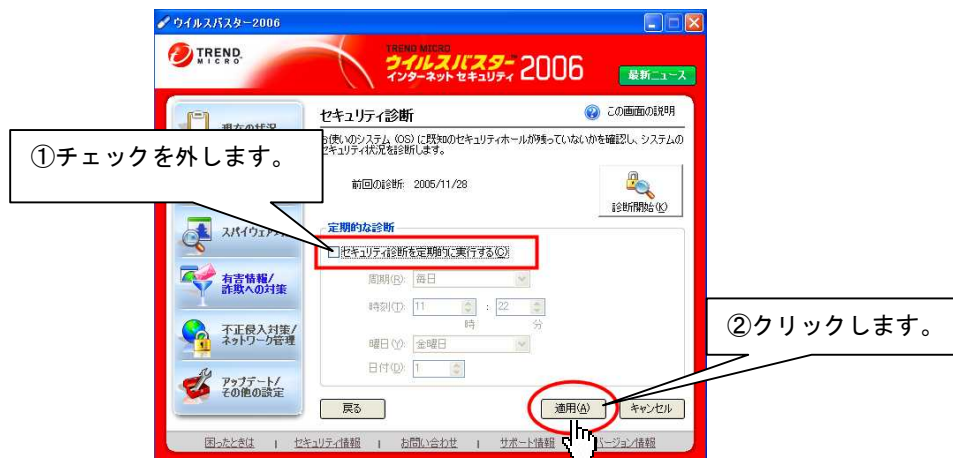 ウイルスバスター2006
TREND
MICRO
TREND MICRO
ウイルスバスター 2006
インターネット セキュリティ
最新ニュース
現在の状況
セキュリティ診断
この画面の説明
お使いのシステム (OS) に既知のセキュリティホールが残っていないかを確認し、システムの
セキュリティ状況を診断します。
①チェックを外します。
前回の診断: 2005/11/28
診断開始(K)
スパイウェア
定期的な診断
セキュリティ診断を定期的に実行する(C)
有害情報/
詐欺への対策
周期(R): 毎日
時刻(T): 11 : 22
時 分
不正侵入対策/
ネットワーク管理
曜日(Y): 金曜日
②クリックします。
日付(D): 1
アップデート/
その他の設定
戻る
適用(A)
キャンセル
困ったときは | セキュリティ情報 | お問い合わせ | サポート情報 バージョン情報